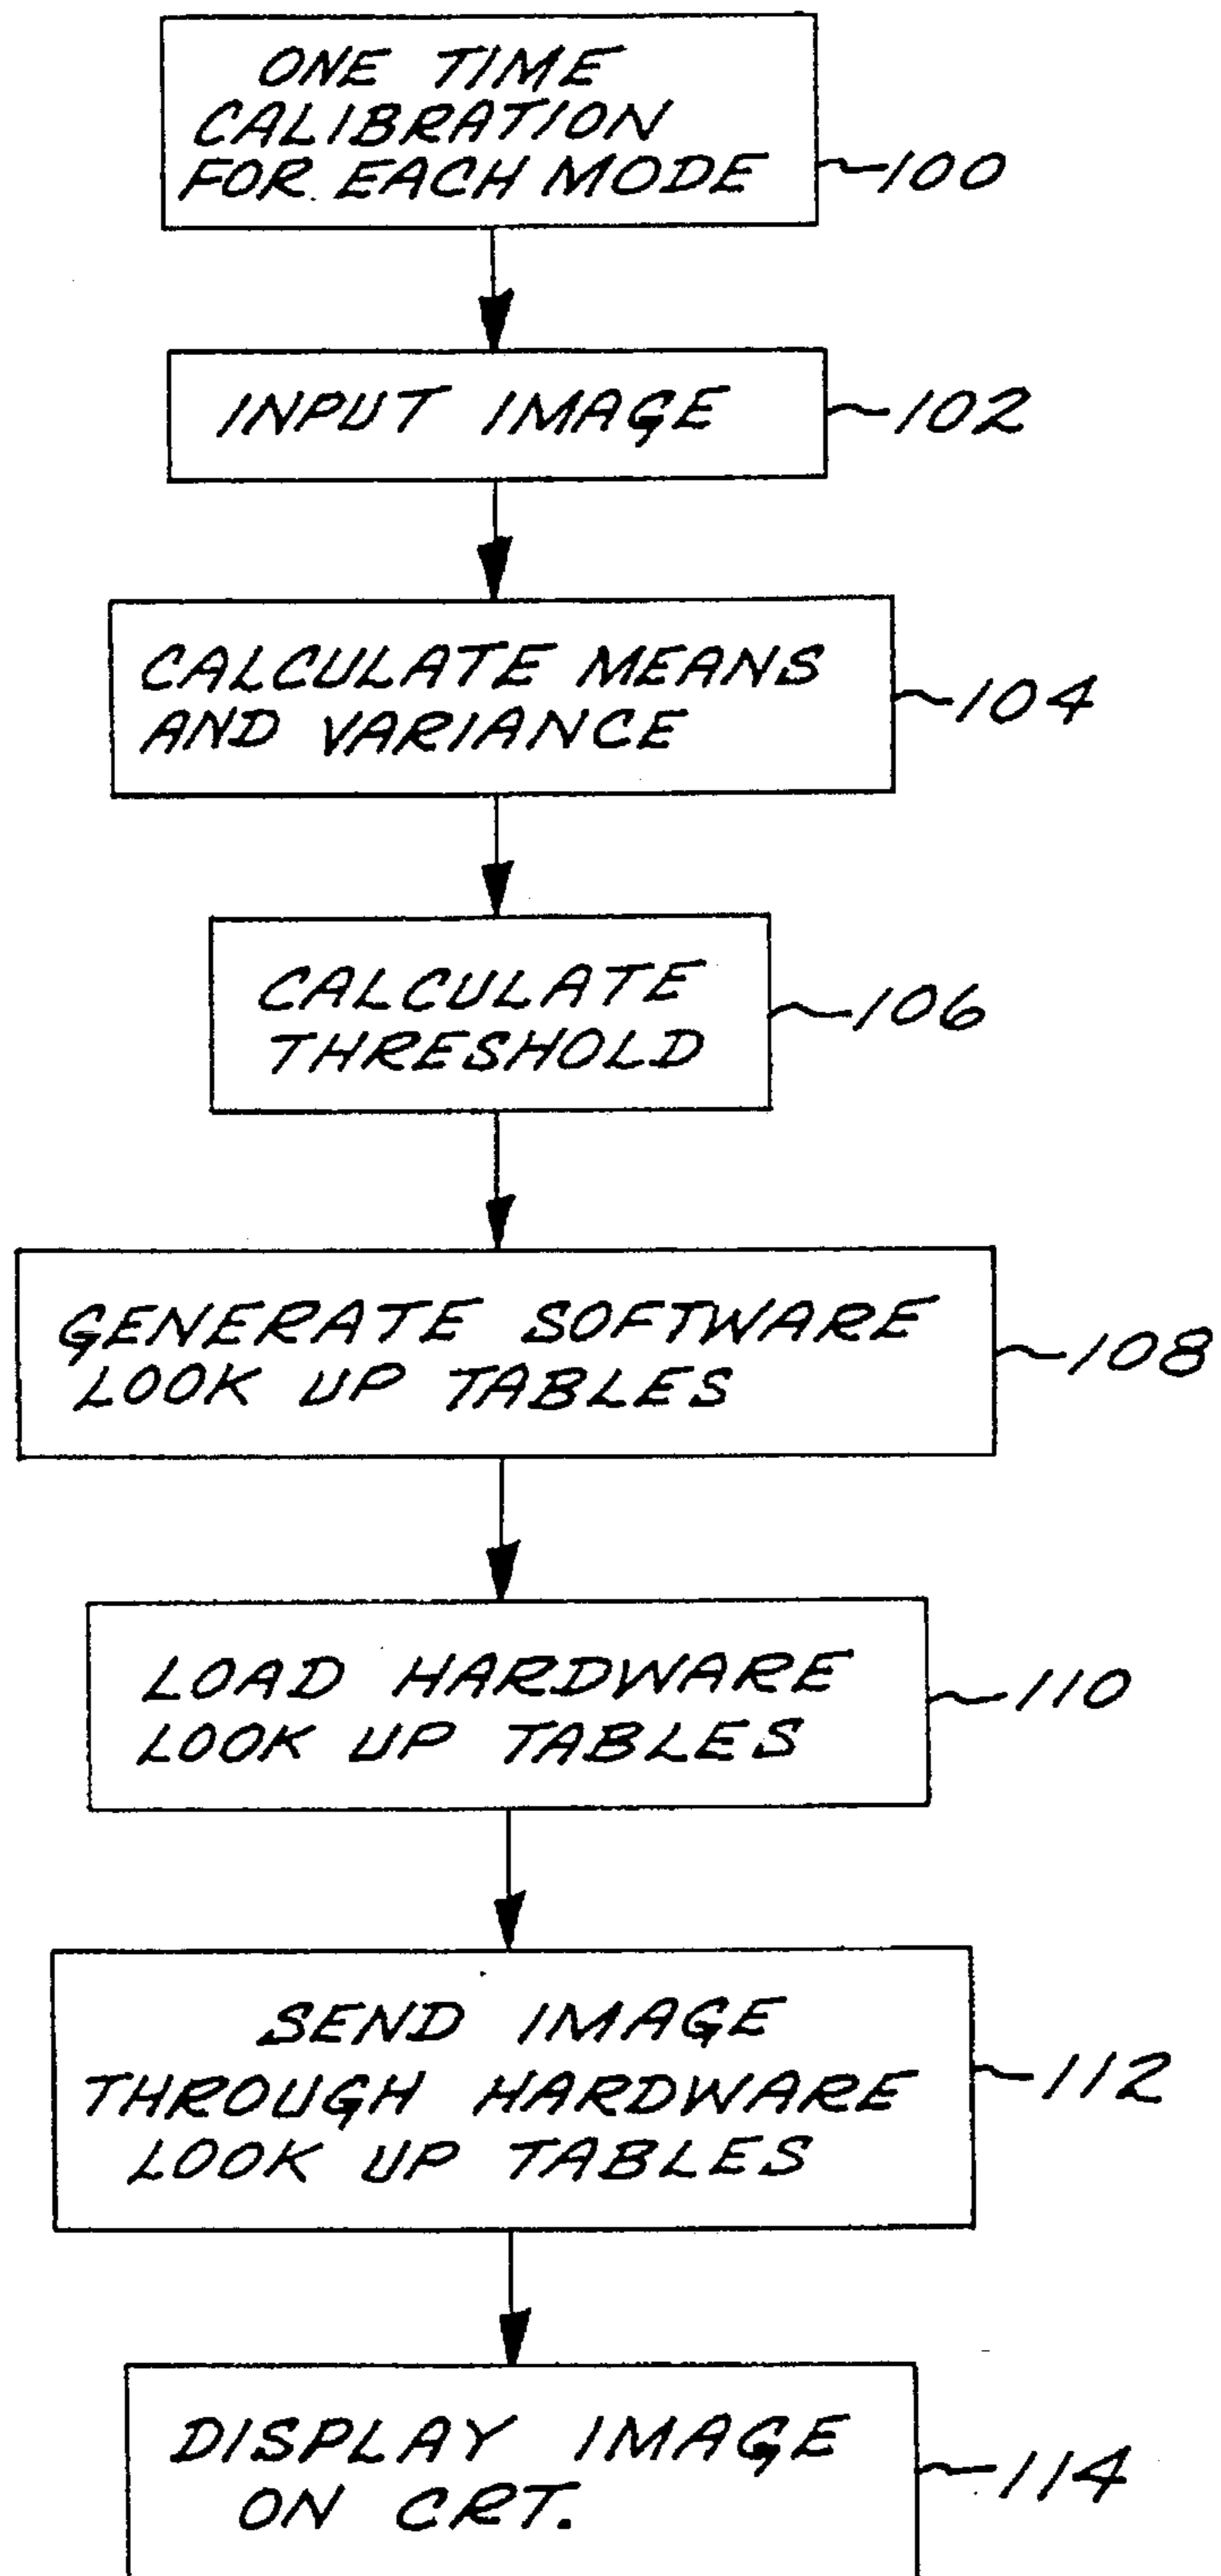 ONE TIME
CALIBRATION
FOR EACH MODE
100
INPUT IMAGE
102
CALCULATE MEANS
AND VARIANCE
104
CALCULATE
THRESHOLD
106
GENERATE SOFTWARE
LOOK UP TABLES
108
LOAD HARDWARE
LOOK UP TABLES
110
SEND IMAGE
THROUGH HARDWARE
LOOK UP TABLES
112
DISPLAY IMAGE
ON CRT.
114